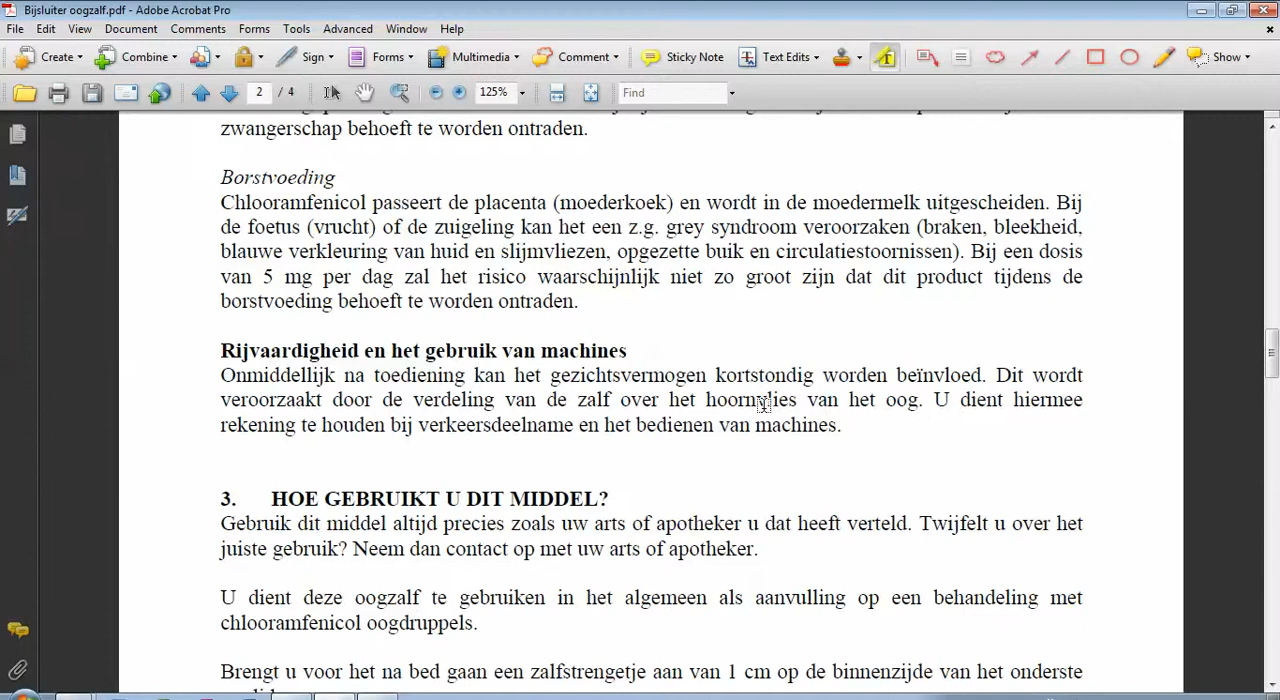 Bijsluiter oogzalf.pdf - Adobe Acrobat Pro
File Edit View Document Comments Forms Tools Advanced Window Help
Create Combine Sign Forms Multimedia Comment Sticky Note Text Edits Show
2 / 4 125% Find
zwangerschap behoeft te worden ontraden.
Borstvoeding
Chlooramfenicol passeert de placenta (moederkoek) en wordt in de moedermelk uitgescheiden. Bij
de foetus (vrucht) of de zuigeling kan het een z.g. grey syndroom veroorzaken (braken, bleekheid,
blauwe verkleuring van huid en slijmvliezen, opgezette buik en circulatiestoornissen). Bij een dosis
van 5 mg per dag zal het risico waarschijnlijk niet zo groot zijn dat dit product tijdens de
borstvoeding behoeft te worden ontraden.
Rijvaardigheid en het gebruik van machines
Onmiddellijk na toediening kan het gezichtsvermogen kortstondig worden beïnvloed. Dit wordt
veroorzaakt door de verdeling van de zalf over het hoornvlies van het oog. U dient hiermee
rekening te houden bij verkeersdeelname en het bedienen van machines.
3. HOE GEBRUIKT U DIT MIDDEL?
Gebruik dit middel altijd precies zoals uw arts of apotheker u dat heeft verteld. Twijfelt u over het
juiste gebruik? Neem dan contact op met uw arts of apotheker.
U dient deze oogzalf te gebruiken in het algemeen als aanvulling op een behandeling met
chlooramfenicol oogdruppels.
Brengt u voor het na bed gaan een zalfstrengetje aan van 1 cm op de binnenzijde van het onderste